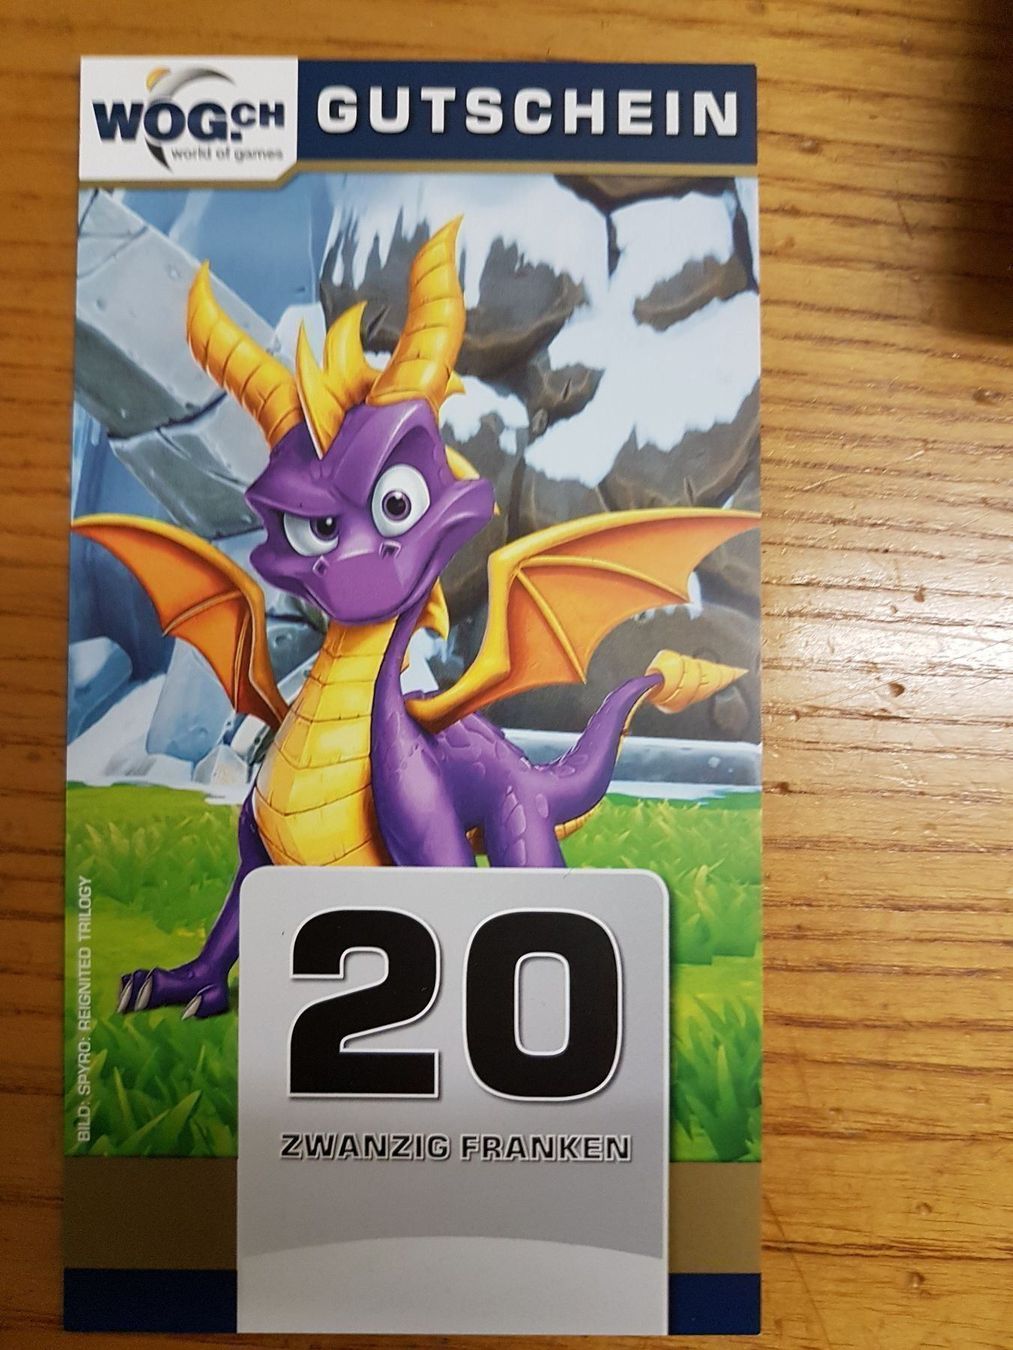 WOG.CH
world of games
GUTSCHEIN
BILD: SPYRO: REIGNITED TRILOGY
20
ZWANZIG FRANKEN